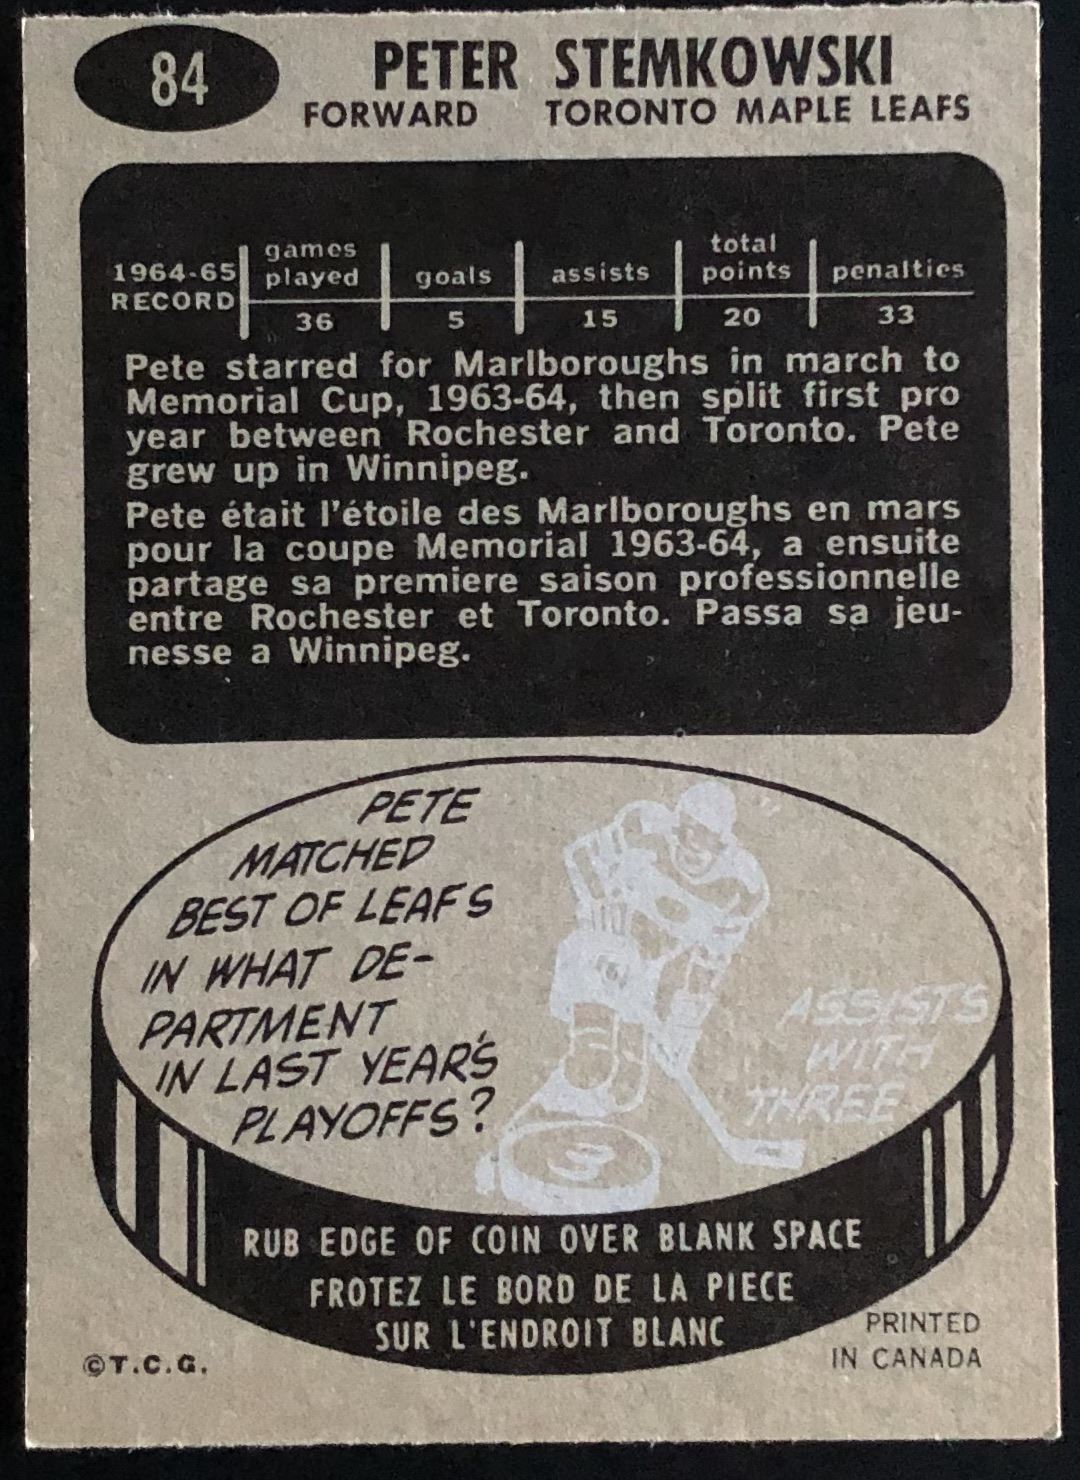 84
PETER STEMKOWSKI
FORWARD TORONTO MAPLE LEAFS
1964-65 RECORD games played goals assists total points penalties
36 5 15 20 33
Pete starred for Marlboroughs in march to
Memorial Cup, 1963-64, then split first pro
year between Rochester and Toronto. Pete
grew up in Winnipeg.
Pete était l'étoile des Marlboroughs en mars
pour la coupe Memorial 1963-64, a ensuite
partage sa premiere saison professionnelle
entre Rochester et Toronto. Passa sa jeu-
nesse a Winnipeg.
PETE
MATCHED
BEST OF LEAFS
IN WHAT DE-
PARTMENT
IN LAST YEAR'S
PLAYOFFS?
ASSISTS
WITH
THREE
3
RUB EDGE OF COIN OVER BLANK SPACE
FROTEZ LE BORD DE LA PIECE
SUR L'ENDROIT BLANC
©T.C.G.
PRINTED
IN CANADA